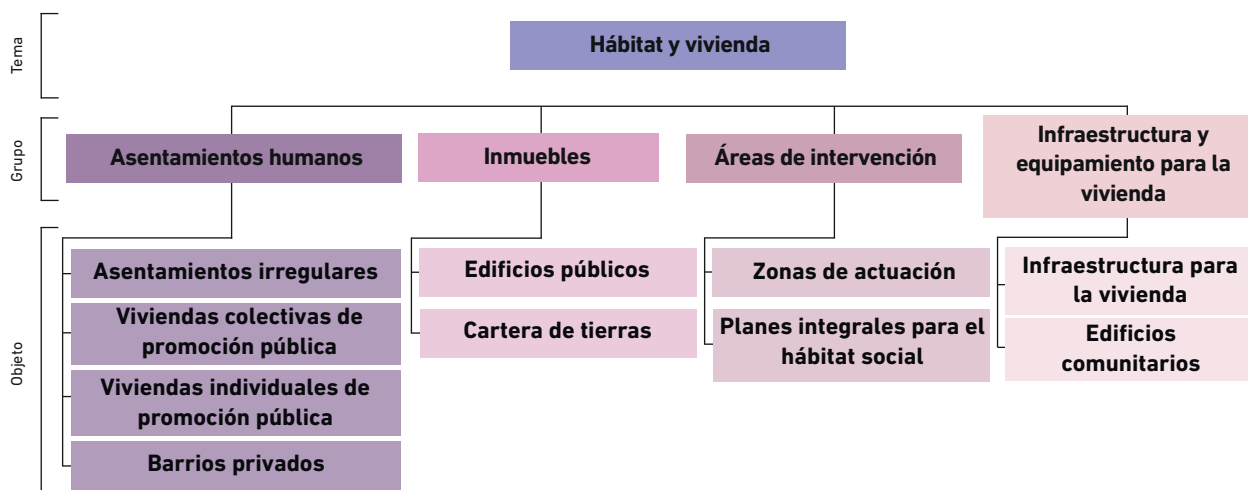 Tema
Hábitat y vivienda
Grupo
Asentamientos humanos
Inmuebles
Áreas de intervención
Infraestructura y
equipamiento para la
vivienda
Objeto
Asentamientos irregulares
Viviendas colectivas de
promoción pública
Viviendas individuales de
promoción pública
Barrios privados
Edificios públicos
Cartera de tierras
Zonas de actuación
Planes integrales para el
hábitat social
Infraestructura para
la vivienda
Edificios
comunitarios